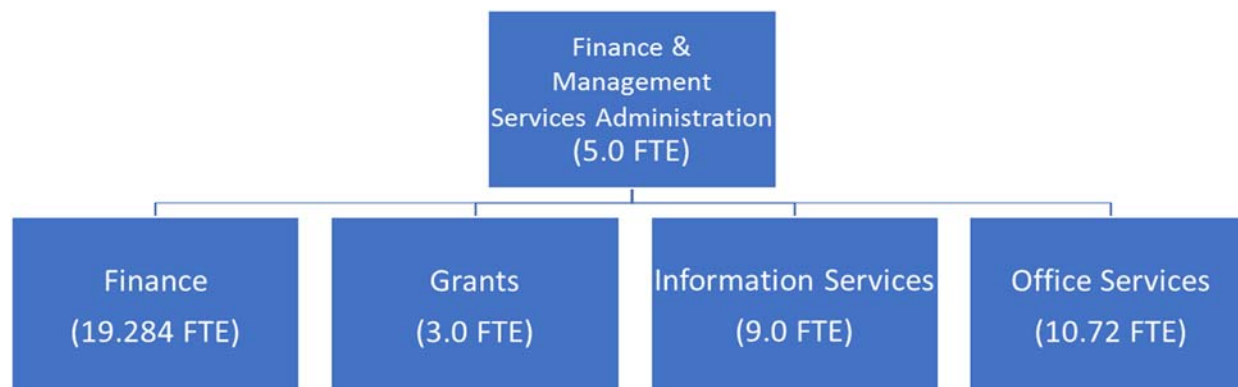 Finance &
Management
Services Administration
(5.0 FTE)
Finance
(19.284 FTE)
Grants
(3.0 FTE)
Information Services
(9.0 FTE)
Office Services
(10.72 FTE)